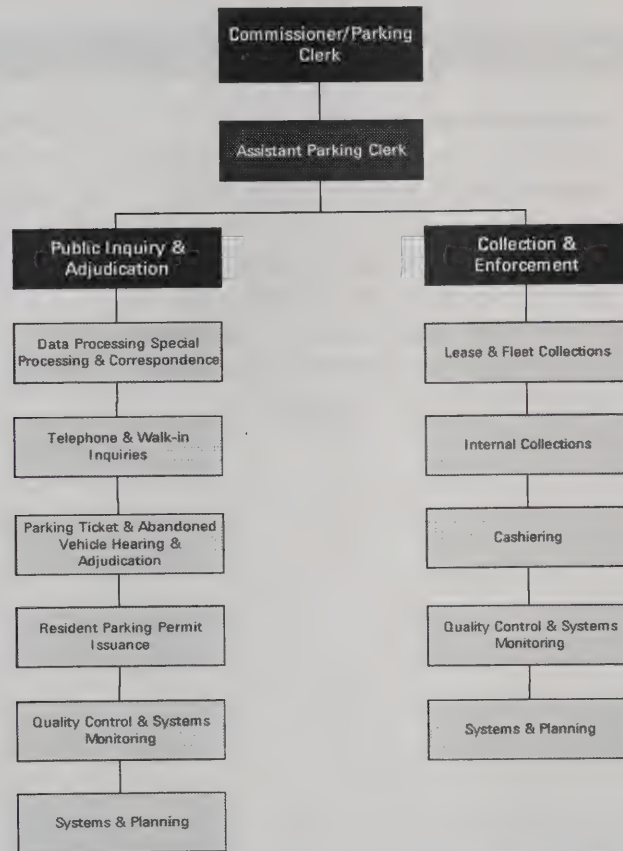 Commissioner/Parking
Clerk
Assistant Parking Clerk
Public Inquiry &
Adjudication
Data Processing Special
Processing & Correspondence
Telephone & Walk-in
Inquiries
Parking Ticket & Abandoned
Vehicle Hearing &
Adjudication
Resident Parking Permit
Issuance
Quality Control & Systems
Monitoring
Systems & Planning
Collection &
Enforcement
Lease & Fleet Collections
Internal Collections
Cashiering
Quality Control & Systems
Monitoring
Systems & Planning